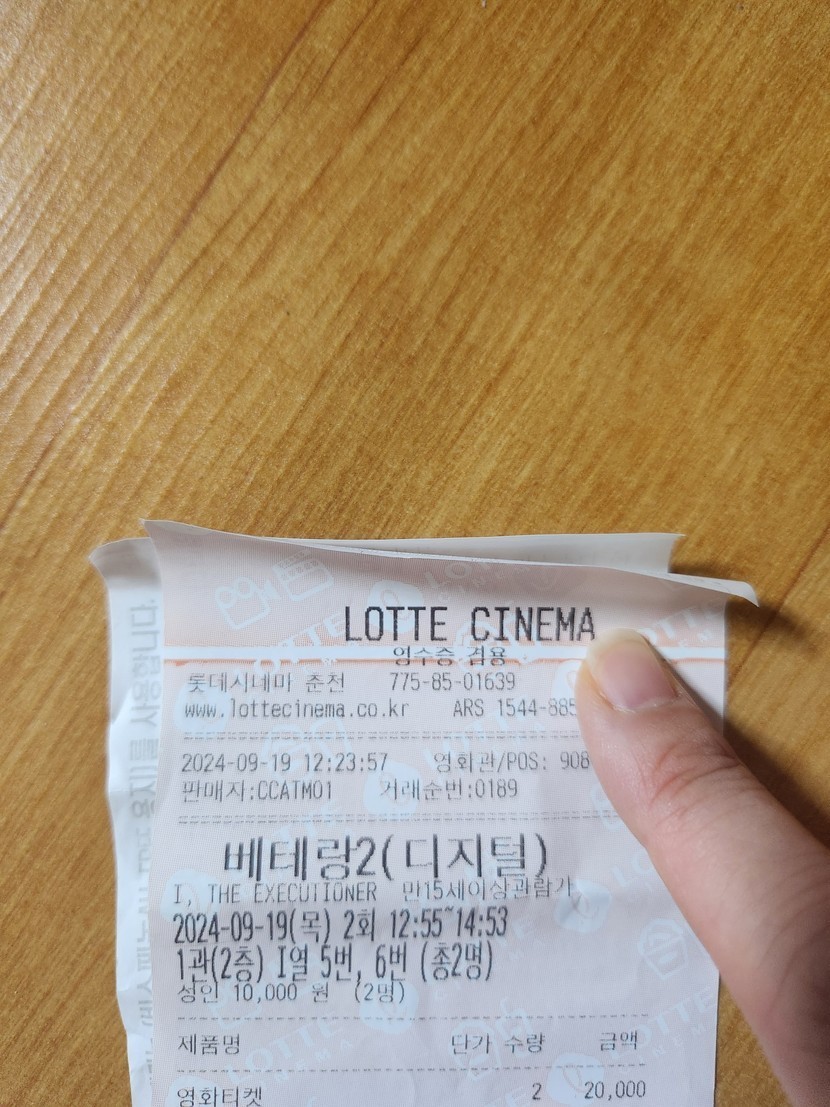 LOTTE CINEMA
영수증 겸용
롯데시네마 춘천 775-85-01639
www.lottecinema.co.kr ARS 1544-885
2024-09-19 12:23:57 영화관/POS: 908
판매자:CCATM01 거래순번:0189
베테랑2(디지털)
I, THE EXECUTIONER 만15세이상관람가
2024-09-19(목) 2회 12:55~14:53
1관(2층) I열 5번, 6번 (총2명)
성인 10,000 원 (2명)
제품명 단가 수량 금액
영화티켓 2 20,000